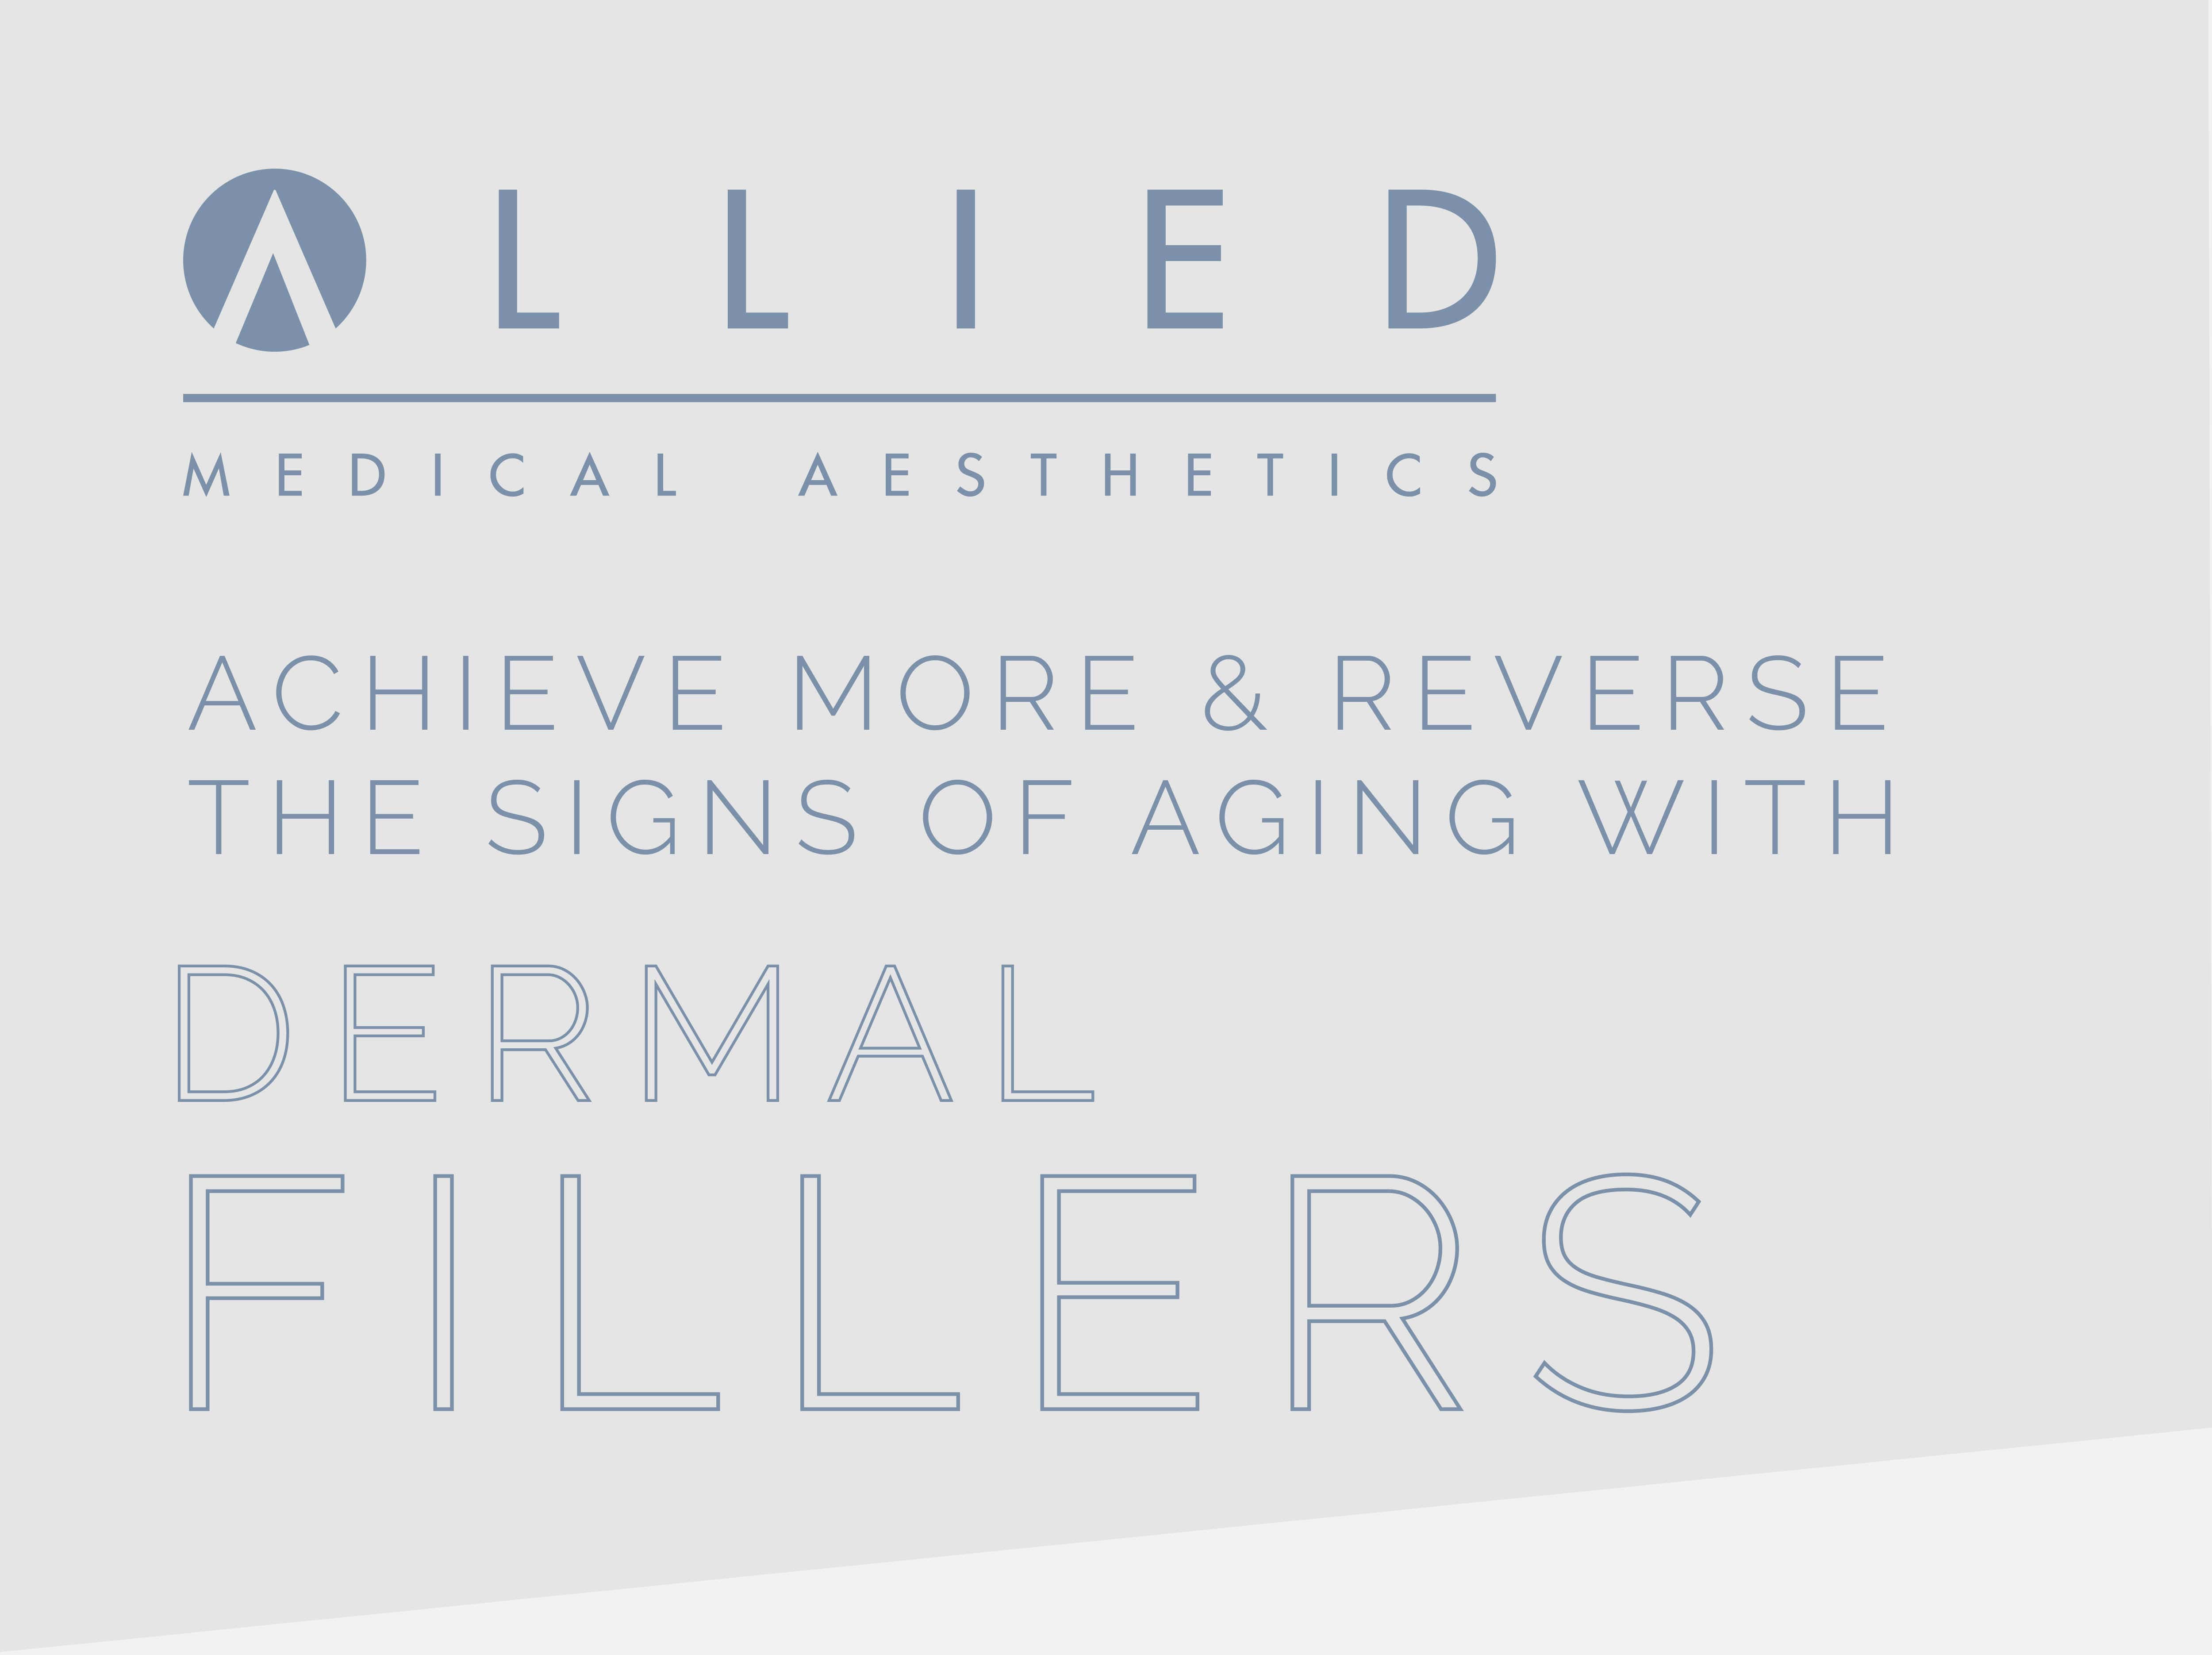 ALLIED
MEDICAL AESTHETICS
ACHIEVE MORE & REVERSE
THE SIGNS OF AGING WITH
DERMAL
FILLERS